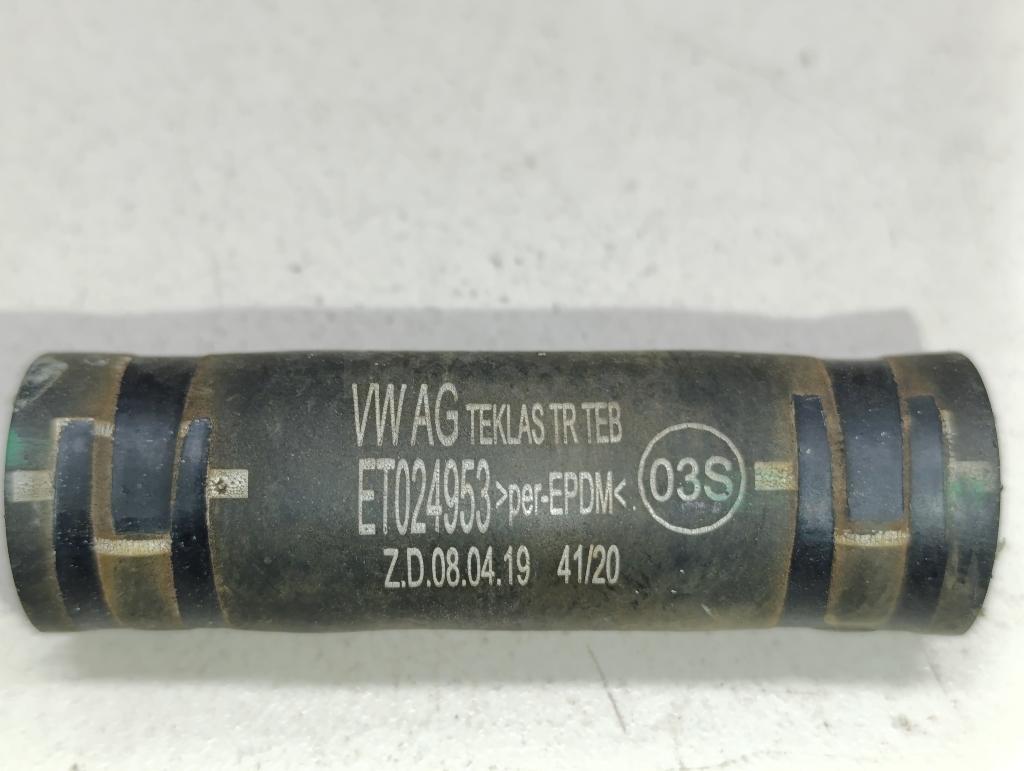 VW AG TEKLAS TR TEB
ET024953 >per-EPDM<.
03S
Z.D.08.04.19 41/20